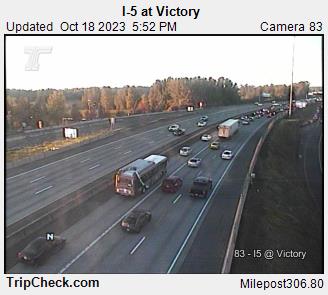 I-5 at Victory
Updated Oct 18 2023 5:52 PM Camera 83
T
N
83 - I5 @ Victory
TripCheck.com Milepost306.80